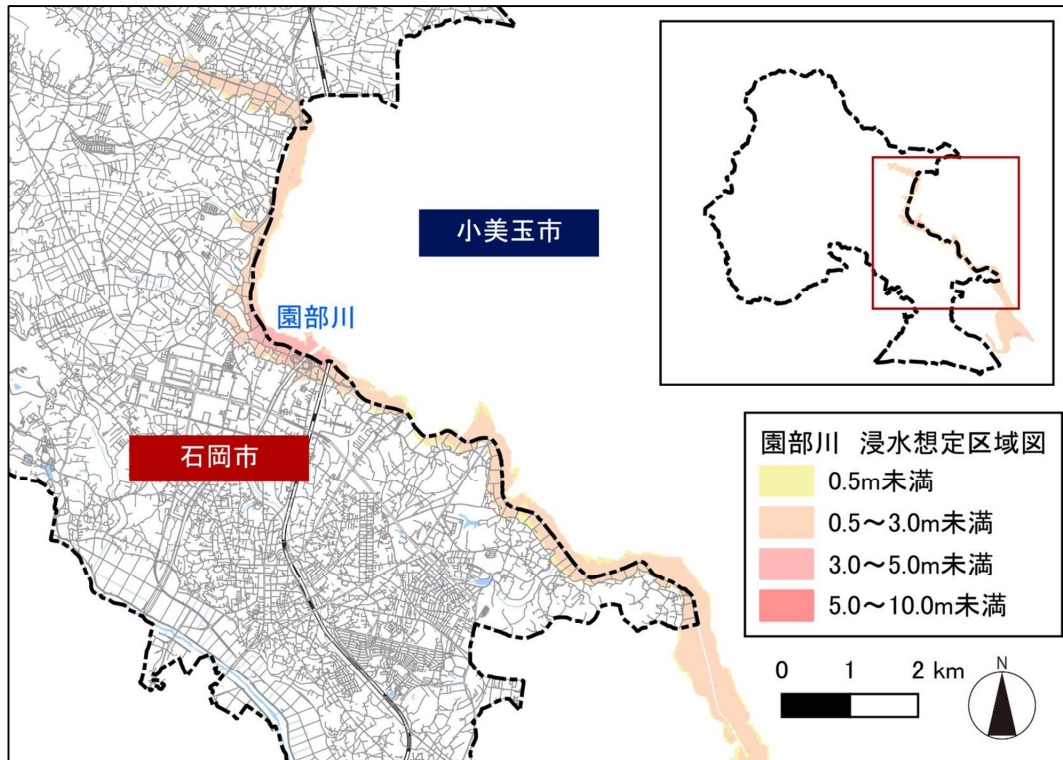 小美玉市
園部川
石岡市
園部川 浸水想定区域図
0.5m未満
0.5～3.0m未満
3.0～5.0m未満
5.0～10.0m未満
0 1 2 km
N